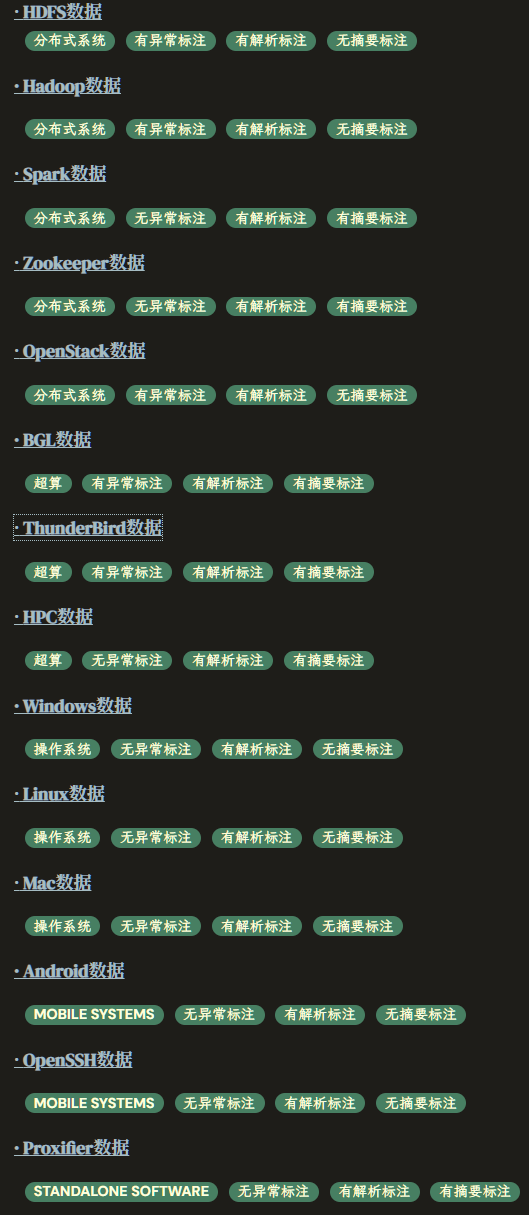 · HDFS数据
分布式系统 有异常标注 有解析标注 无摘要标注
· Hadoop数据
分布式系统 有异常标注 有解析标注 无摘要标注
· Spark数据
分布式系统 无异常标注 有解析标注 有摘要标注
· Zookeeper数据
分布式系统 无异常标注 有解析标注 有摘要标注
· OpenStack数据
分布式系统 有异常标注 有解析标注 无摘要标注
· BGL数据
超算 有异常标注 有解析标注 有摘要标注
· ThunderBird数据
超算 有异常标注 有解析标注 有摘要标注
· HPC数据
超算 无异常标注 有解析标注 有摘要标注
· Windows数据
操作系统 无异常标注 有解析标注 无摘要标注
· Linux数据
操作系统 无异常标注 有解析标注 无摘要标注
· Mac数据
操作系统 无异常标注 有解析标注 无摘要标注
· Android数据
MOBILE SYSTEMS 无异常标注 有解析标注 无摘要标注
· OpenSSH数据
MOBILE SYSTEMS 无异常标注 有解析标注 无摘要标注
· Proxifier数据
STANDALONE SOFTWARE 无异常标注 有解析标注 有摘要标注